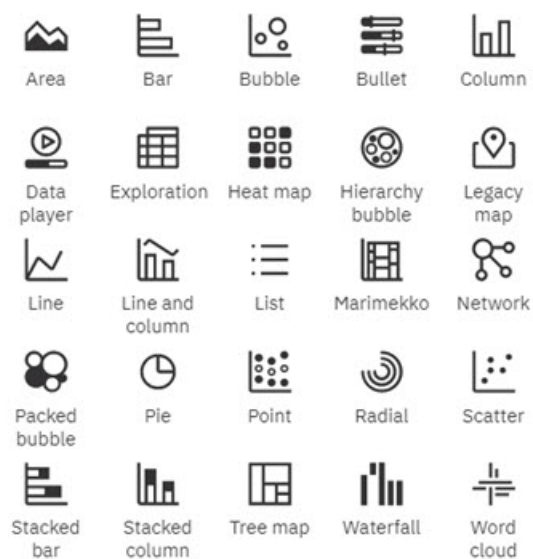 Area
Bar
Bubble
Bullet
Column
Data
player
Exploration
Heat map
Hierarchy
bubble
Legacy
map
Line
Line and
column
List
Marimekko
Network
Packed
bubble
Pie
Point
Radial
Scatter
Stacked
bar
Stacked
column
Tree map
Waterfall
Word
cloud